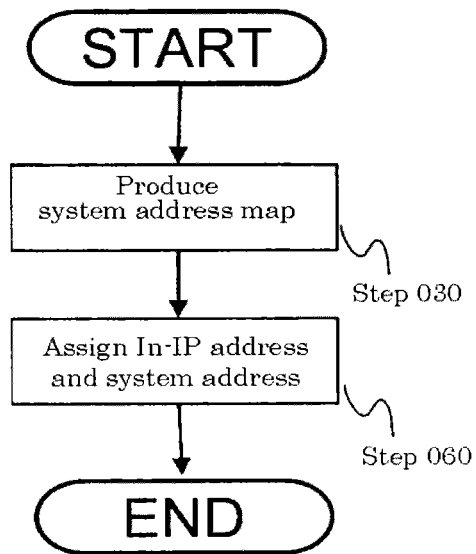 START
Produce
system address map
Step 030
Assign In-IP address
and system address
Step 060
END